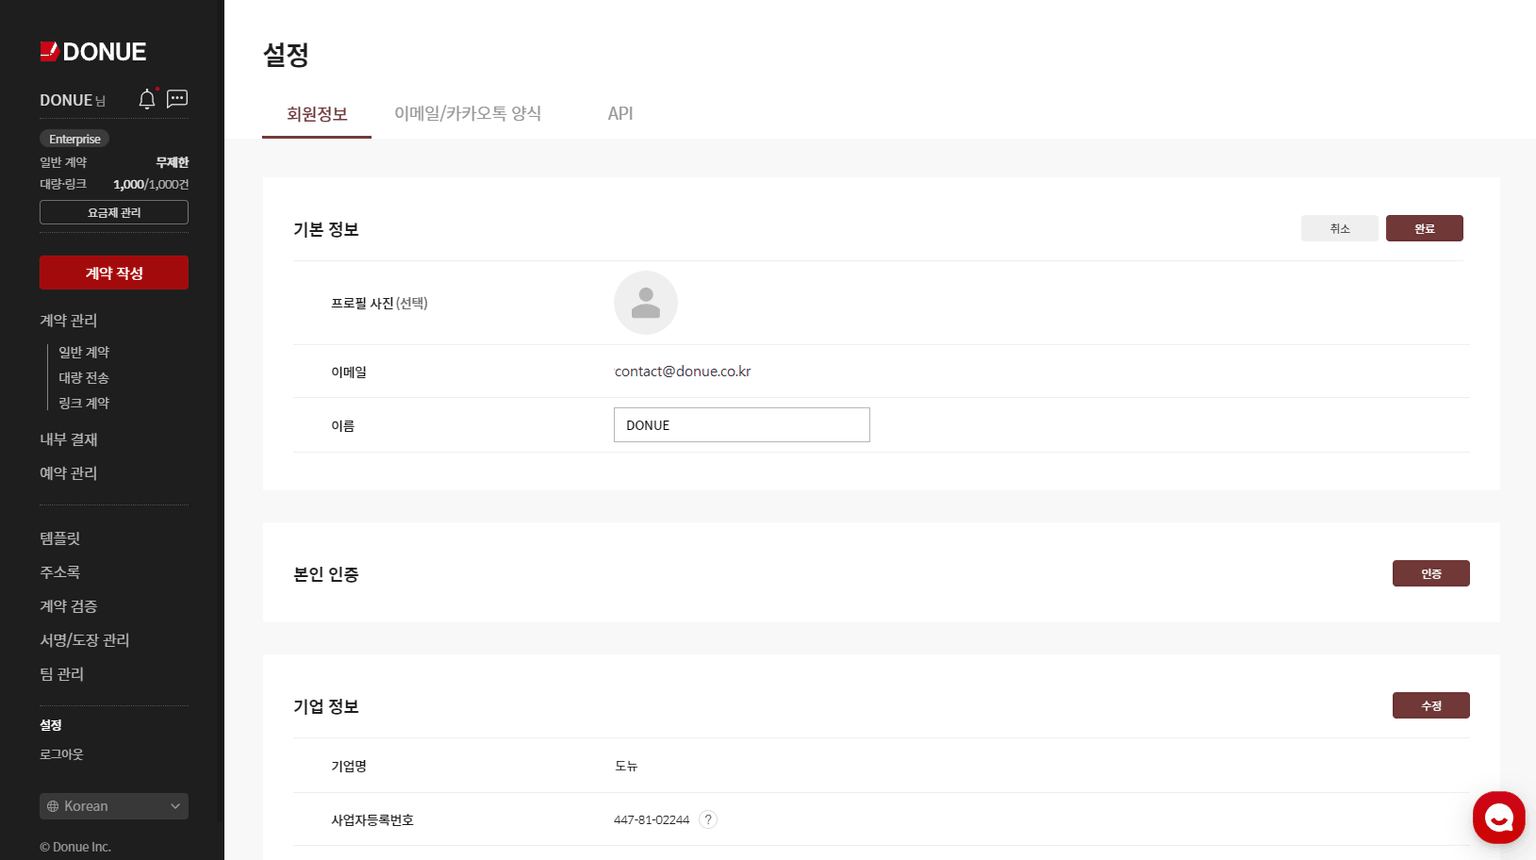 DONUE
DONUE 님
Enterprise
일반 계약 무제한
대량·링크 1,000/1,000건
요금제 관리
계약 작성
계약 관리
일반 계약
대량 전송
링크 계약
내부 결재
예약 관리
템플릿
주소록
계약 검증
서명/도장 관리
팀 관리
설정
로그아웃
Korean
© Donue Inc.
설정
회원정보 이메일/카카오톡 양식 API
기본 정보 취소 완료
프로필 사진 (선택)
이메일 contact@donue.co.kr
이름 DONUE
본인 인증 인증
기업 정보 수정
기업명 도뉴
사업자등록번호 447-81-02244 ?